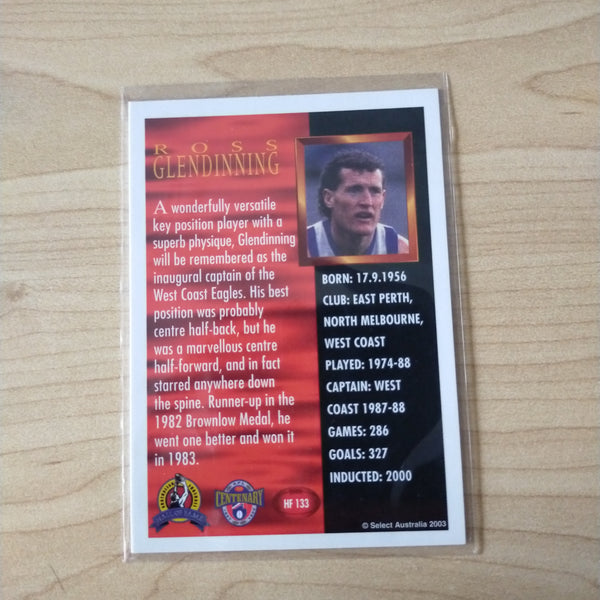 ROSS
GLENDINNING
A wonderfully versatile
key position player with a
superb physique, Glendinning
will be remembered as the
inaugural captain of the
West Coast Eagles. His best
position was probably
centre half-back, but he
was a marvellous centre
half-forward, and in fact
starred anywhere down
the spine. Runner-up in the
1982 Brownlow Medal, he
went one better and won it
in 1983.
BORN: 17.9.1956
CLUB: EAST PERTH,
NORTH MELBOURNE,
WEST COAST
PLAYED: 1974-88
CAPTAIN: WEST
COAST 1987-88
GAMES: 286
GOALS: 327
INDUCTED: 2000
HALL OF FAME
CENTENARY
HF 133
© Select Australia 2003